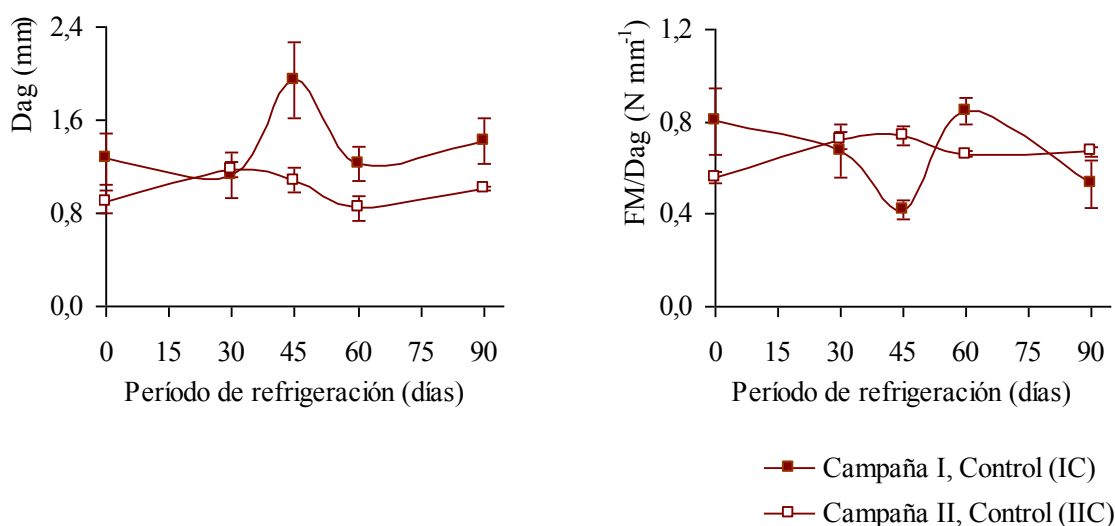 Dag (mm)
2,4
1,6
0,8
0,0
0 15 30 45 60 75 90
Período de refrigeración (días)
FM/Dag (N mm-1)
1,2
0,8
0,4
0,0
0 15 30 45 60 75 90
Período de refrigeración (días)
Campaña I, Control (IC)
Campaña II, Control (IIC)